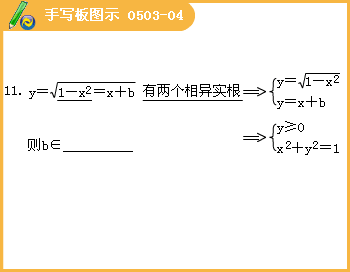 手写板图示 0503-04
11. y=√(1-x²)=x+b 有两个相异实根⟹{y=√(1-x²)
y=x+b
则b∈________ ⟹{y≥0
x²+y²=1